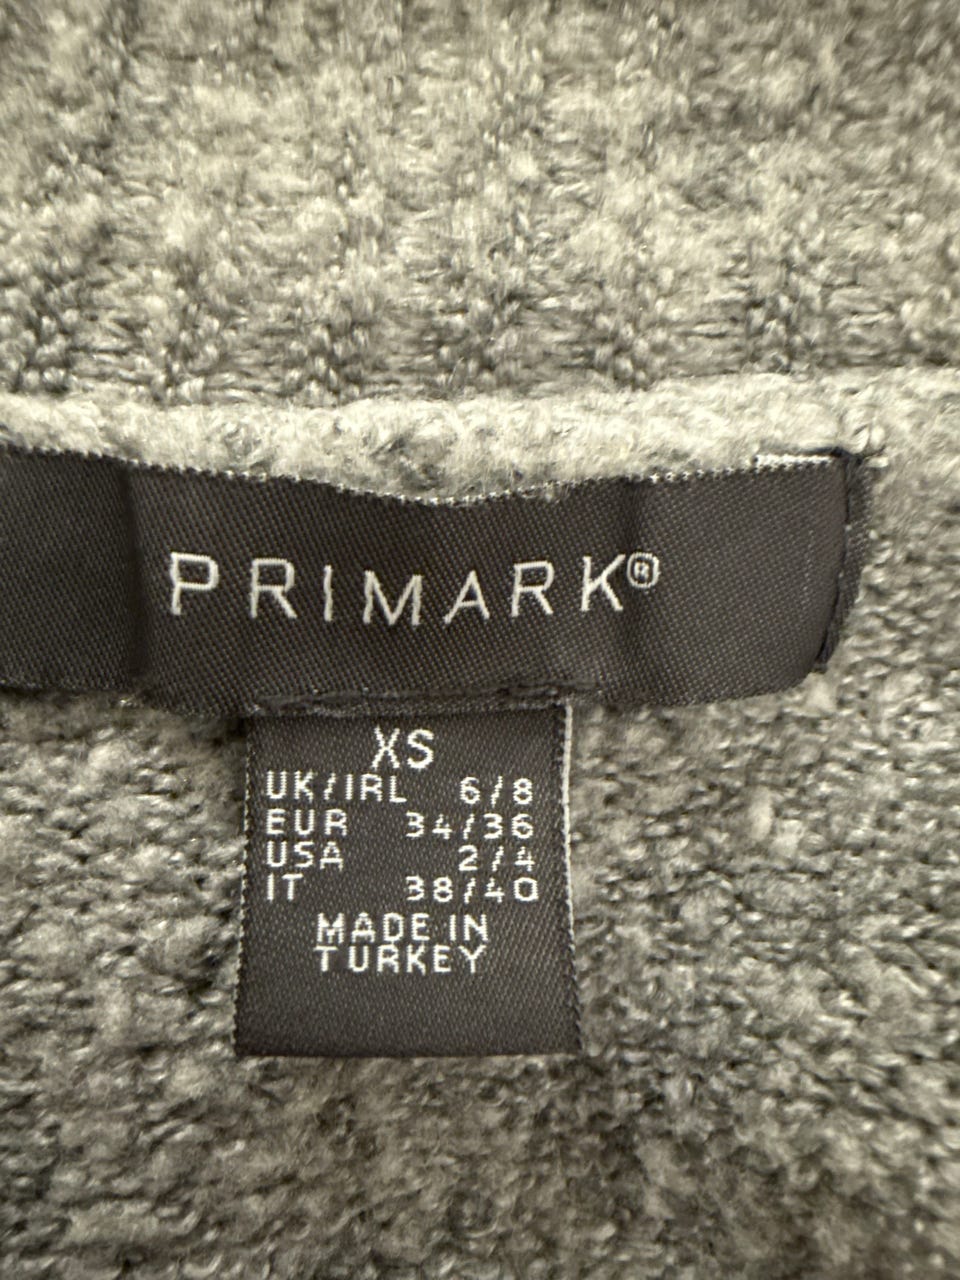 PRIMARK®
XS
UK/IRL 6/8
EUR 34/36
USA 2/4
IT 38/40
MADE IN
TURKEY